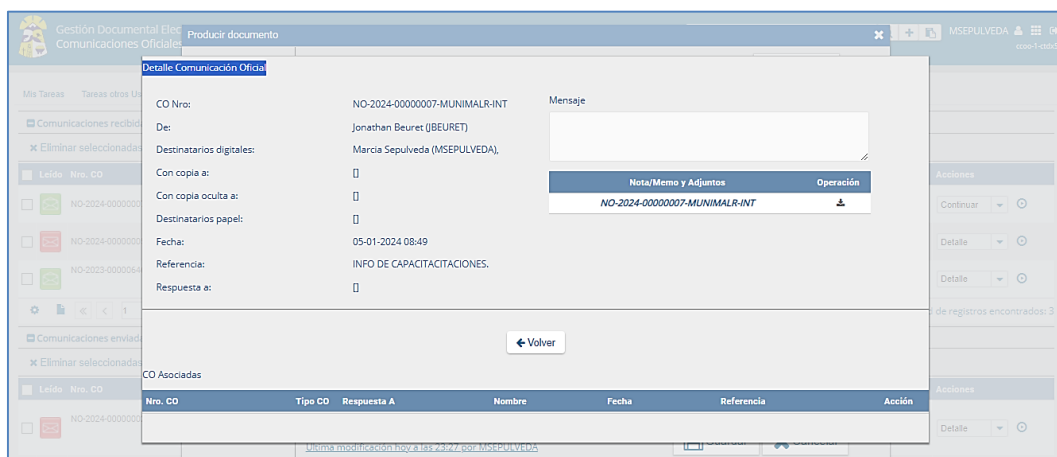 Gestión Documental Elec
Comunicaciones Oficiales
Producir documento
MSEPULVEDA
Mis Tareas Tareas otros Us
Detalle Comunicación Oficial
CO Nro: NO-2024-00000007-MUNIMALR-INT
Mensaje
De: Jonathan Beuret (JBEURET)
Destinatarios digitales: Marcia Sepulveda (MSEPULVEDA),
Con copia a: []
Nota/Memo y Adjuntos Operación
Con copia oculta a: []
NO-2024-00000007-MUNIMALR-INT
Destinatarios papel: []
Fecha: 05-01-2024 08:49
Referencia: INFO DE CAPACITACITACIONES.
Respuesta a: []
Comunicaciones recibid
Eliminar seleccionadas
Leído Nro. CO
Acciones
NO-2024-0000000
Continuar
NO-2024-0000000
Detalle
NO-2023-0000064
Detalle
1
d de registros encontrados: 3
Volver
Comunicaciones enviad
Eliminar seleccionadas
CO Asociadas
Leído Nro. CO
Acciones
Nro. CO Tipo CO Respuesta A Nombre Fecha Referencia Acción
NO-2024-0000000
Detalle
Última modificación hoy a las 23:27 por MSEPULVEDA
Guardar Cancelar